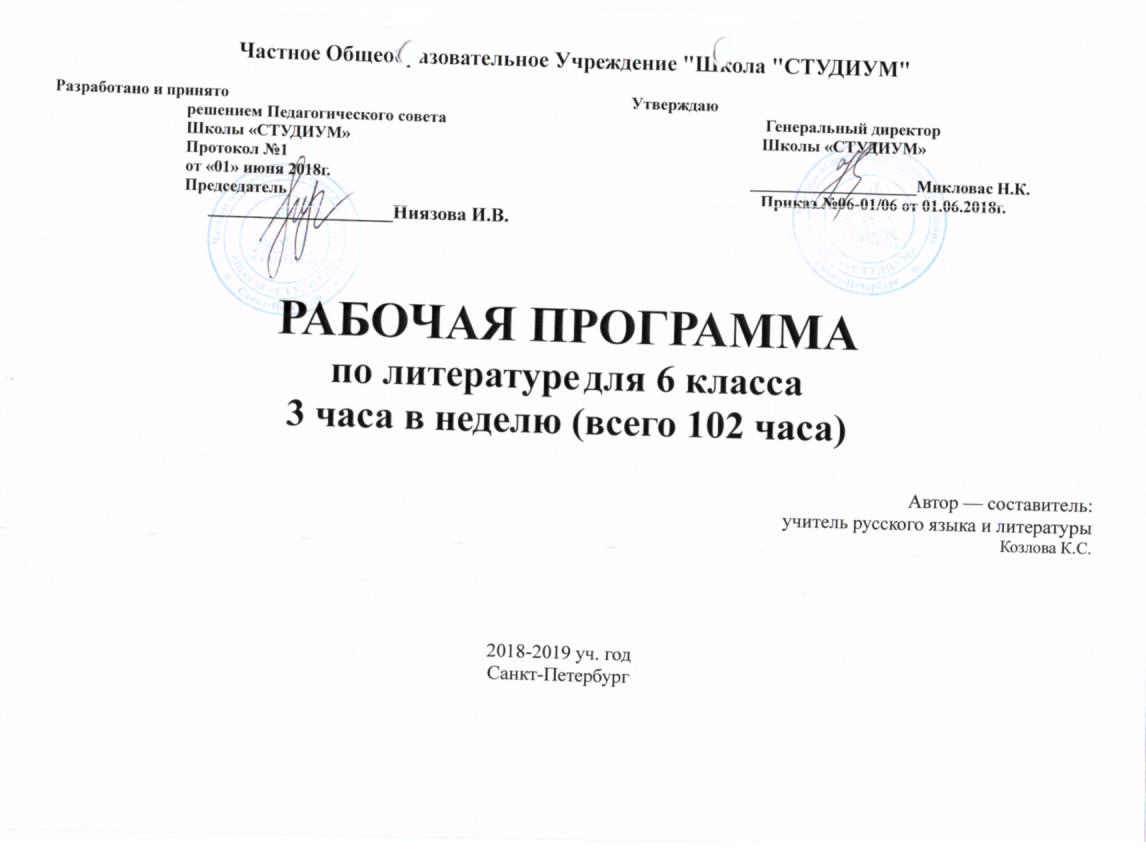 Частное Общео азовательное Учреждение "Школа "СТУДИУМ"
Разработано и принято
решением Педагогического совета
Школы «СТУДИУМ»
Протокол №1
от «01» июня 2018г.
Председатель
Ниязова И.В.
Утверждаю
Генеральный директор
Школы «СТУДИУМ»
Микловас Н.К.
Приказ №06-01/06 от 01.06.2018г.
РАБОЧАЯ ПРОГРАММА
по литературе для 6 класса
3 часа в неделю (всего 102 часа)
Автор — составитель:
учитель русского языка и литературы
Козлова К.С.
2018-2019 уч. год
Санкт-Петербург